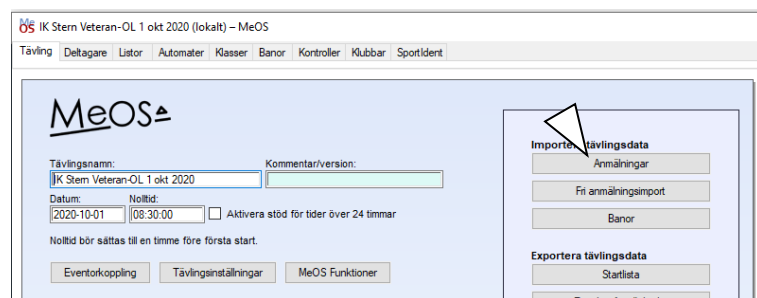 MeOS IK Stern Veteran-OL 1 okt 2020 (lokalt) – MeOS
Tävling Deltagare Listor Automater Klasser Banor Kontroller Klubbar SportIdent
MeOS
Tävlingsnamn: Kommentar/version:
IK Stern Veteran-OL 1 okt 2020
Datum: Nolltid:
2020-10-01 08:30:00 Aktivera stöd för tider över 24 timmar
Nolltid bör sättas till en timme före första start.
Eventorkoppling Tävlingsinställningar MeOS Funktioner
tävlingsdata
Anmälningar
Fri anmälningsimport
Banor
Exportera tävlingsdata
Startlista